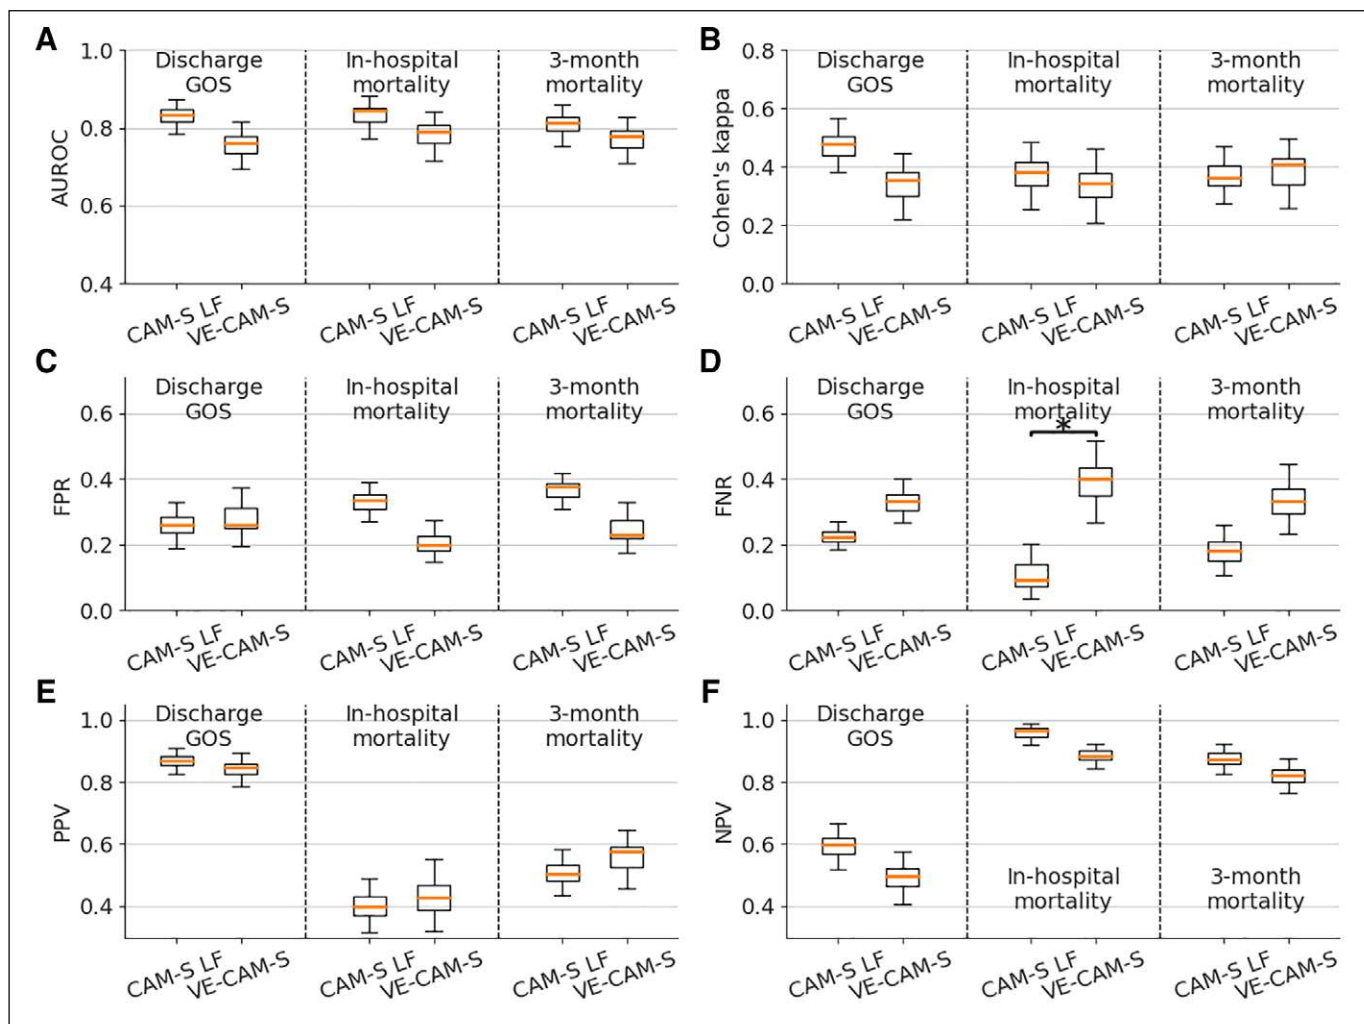 A
1.0
0.8
0.6
0.4
AUROC
Discharge
GOS
In-hospital
mortality
3-month
mortality
CAM-S LF
VE-CAM-S
CAM-S LF
VE-CAM-S
CAM-S LF
VE-CAM-S
B
0.8
0.6
0.4
0.2
0.0
Cohen's kappa
Discharge
GOS
In-hospital
mortality
3-month
mortality
CAM-S LF
VE-CAM-S
CAM-S LF
VE-CAM-S
CAM-S LF
VE-CAM-S
C
0.6
0.4
0.2
0.0
FPR
Discharge
GOS
In-hospital
mortality
3-month
mortality
CAM-S LF
VE-CAM-S
CAM-S LF
VE-CAM-S
CAM-S LF
VE-CAM-S
D
0.6
0.4
0.2
0.0
FNR
Discharge
GOS
In-hospital
mortality
*
3-month
mortality
CAM-S LF
VE-CAM-S
CAM-S LF
VE-CAM-S
CAM-S LF
VE-CAM-S
E
1.0
0.8
0.6
0.4
PPV
Discharge
GOS
In-hospital
mortality
3-month
mortality
CAM-S LF
VE-CAM-S
CAM-S LF
VE-CAM-S
CAM-S LF
VE-CAM-S
F
1.0
0.8
0.6
0.4
NPV
Discharge
GOS
In-hospital
mortality
3-month
mortality
CAM-S LF
VE-CAM-S
CAM-S LF
VE-CAM-S
CAM-S LF
VE-CAM-S